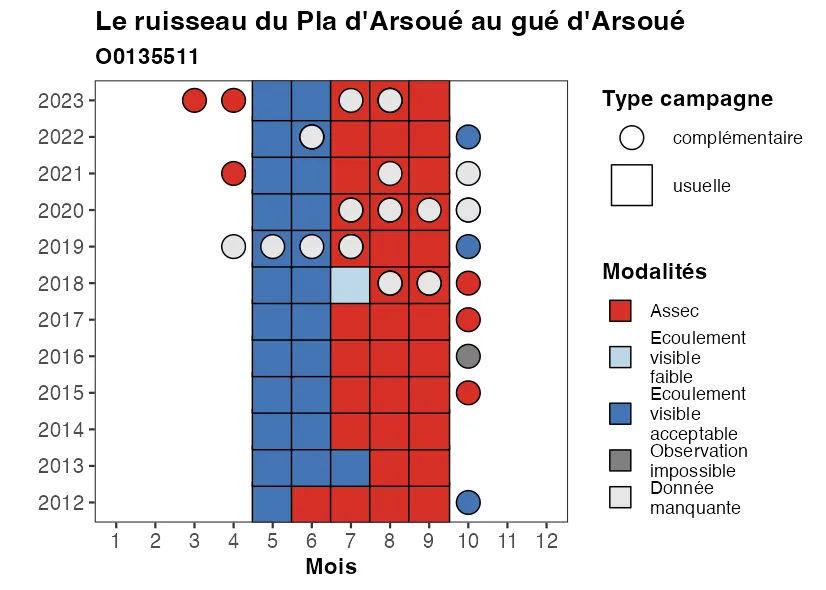 Le ruisseau du Pla d'Arsoué au gué d'Arsoué
O0135511
2023
2022
2021
2020
2019
2018
2017
2016
2015
2014
2013
2012
1 2 3 4 5 6 7 8 9 10 11 12
Mois
Type campagne
complémentaire
usuelle
Modalités
Assec
Ecoulement
visible
faible
Ecoulement
visible
acceptable
Observation
impossible
Donnée
manquante